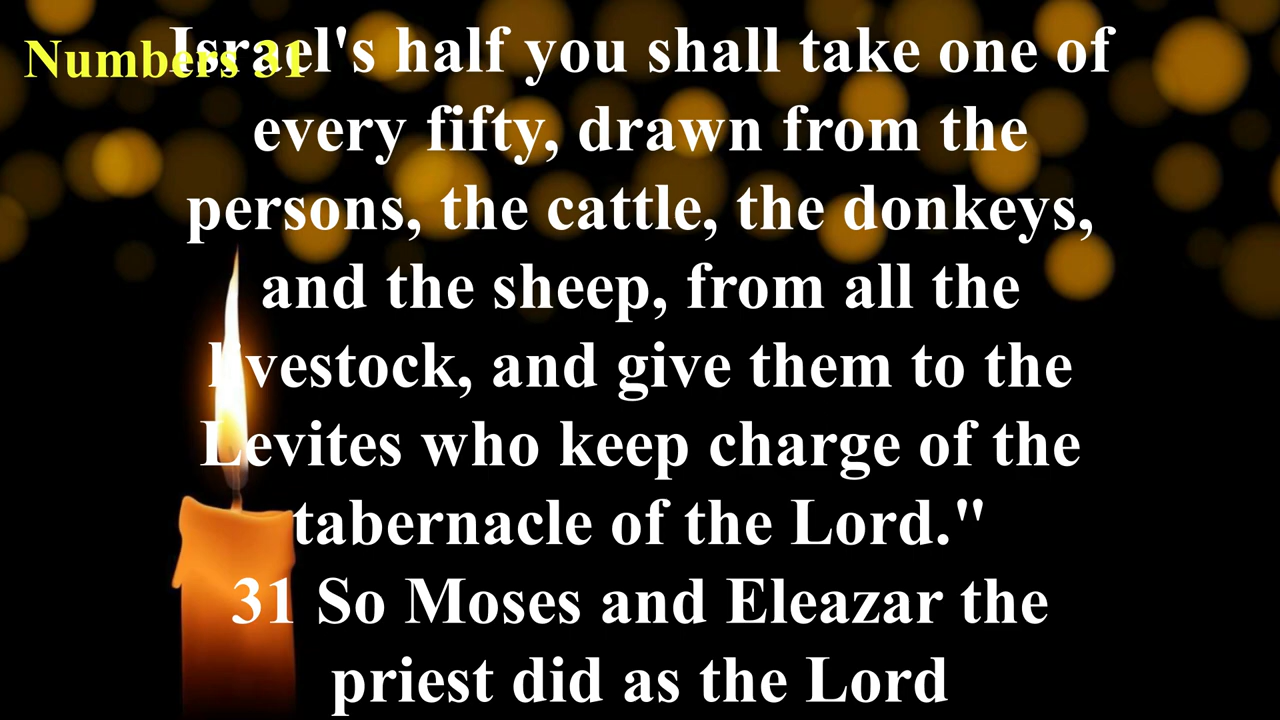 Numbers 31
Israel's half you shall take one of
every fifty, drawn from the
persons, the cattle, the donkeys,
and the sheep, from all the
livestock, and give them to the
Levites who keep charge of the
tabernacle of the Lord."
31 So Moses and Eleazar the
priest did as the Lord